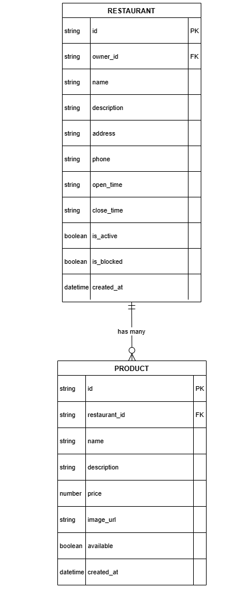 RESTAURANT
string id PK
string owner_id FK
string name
string description
string address
string phone
string open_time
string close_time
boolean is_active
boolean is_blocked
datetime created_at
has many
PRODUCT
string id PK
string restaurant_id FK
string name
string description
number price
string image_url
boolean available
datetime created_at